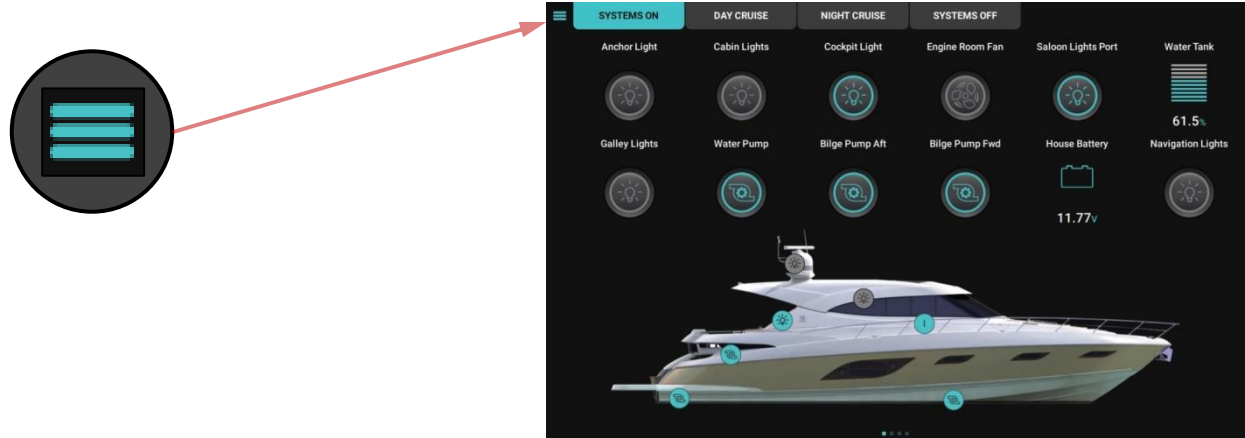 SYSTEMS ON DAY CRUISE NIGHT CRUISE SYSTEMS OFF
Anchor Light Cabin Lights Cockpit Light Engine Room Fan Saloon Lights Port Water Tank
61.5%
Galley Lights Water Pump Bilge Pump Aft Bilge Pump Fwd House Battery Navigation Lights
11.77V